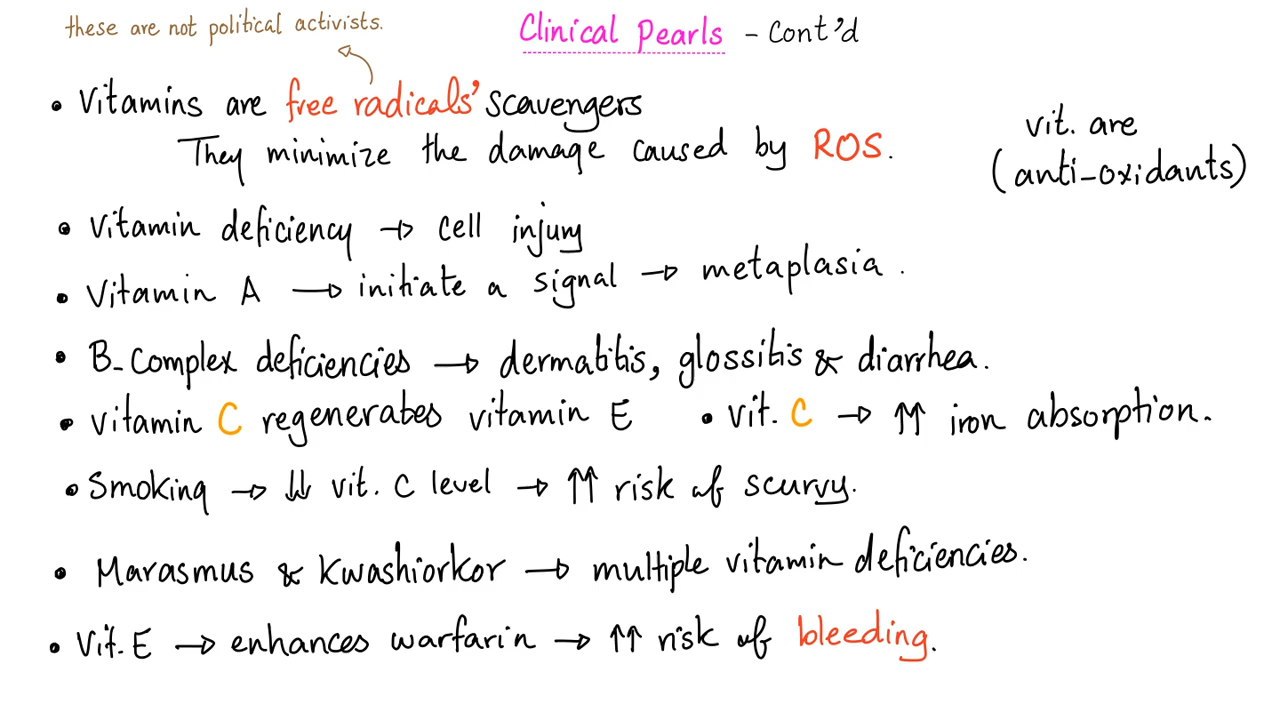 these are not political activists.
Clinical Pearls - Cont'd
• Vitamins are free radicals' scavengers
They minimize the damage caused by ROS.
vit. are
(anti-oxidants)
• Vitamin deficiency → cell injury
• Vitamin A → initiate a signal → metaplasia.
• B-Complex deficiencies → dermatitis, glossitis & diarrhea.
• Vitamin C regenerates vitamin E • Vit. C → ↑↑ iron absorption.
• Smoking → ↓↓ vit. C level → ↑↑ risk of scurvy.
• Marasmus & Kwashiorkor → multiple vitamin deficiencies.
• Vit. E → enhances warfarin → ↑↑ risk of bleeding.